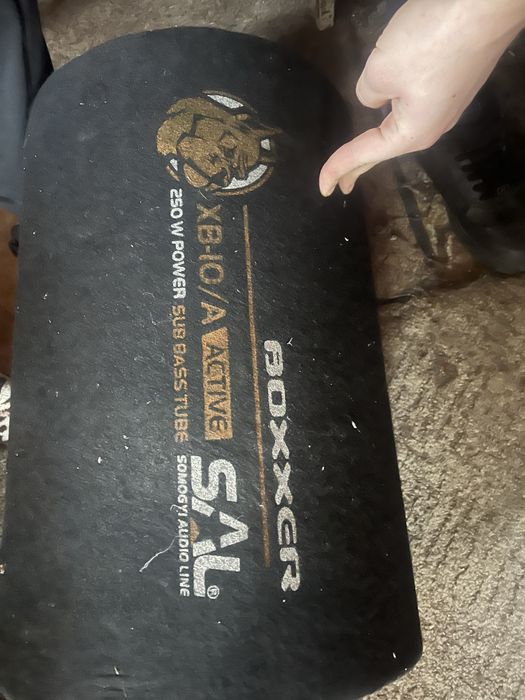 BOXXER
XB-10/A ACTIVE
250 W POWER SUB BASS TUBE
SAL®
SOMOGYI AUDIO LINE